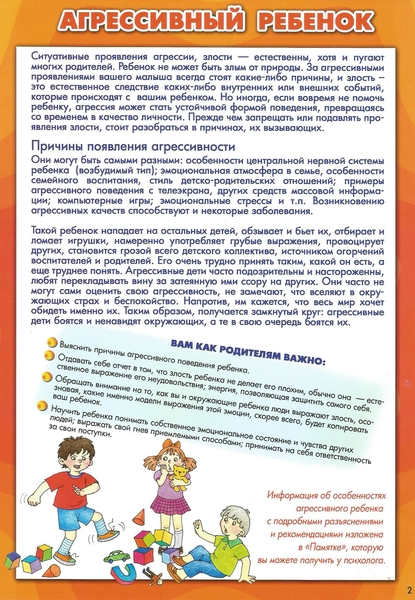 АГРЕССИВНЫЙ РЕБЕНОК
Ситуативные проявления агрессии, злости — естественны, хотя и пугают
многих родителей. Ребенок не может быть злым от природы. За агрессивными
проявлениями вашего малыша всегда стоят какие-либо причины, и злость –
это естественное следствие каких-либо внутренних или внешних событий,
которые происходят с вашим ребенком. Но иногда, если вовремя не помочь
ребенку, агрессия может стать устойчивой формой поведения, превращаясь
со временем в качество личности. Прежде чем запрещать или подавлять про-
явления злости, стоит разобраться в причинах, их вызывающих.
Причины появления агрессивности
Они могут быть самыми разными: особенности центральной нервной системы
ребенка (возбудимый тип); эмоциональная атмосфера в семье, особенности
семейного воспитания, стиль детско-родительских отношений; примеры
агрессивного поведения с телеэкрана, других средств массовой информа-
ции; компьютерные игры; эмоциональные стрессы и т.п. Возникновению
агрессивных качеств способствуют и некоторые заболевания.
Такой ребенок нападает на остальных детей, обзывает и бьет их, отбирает и
ломает игрушки, намеренно употребляет грубые выражения, провоцирует
других, становится грозой всего детского коллектива, источником огорчений
воспитателей и родителей. Его очень трудно принять таким, какой он есть, а
еще труднее понять. Агрессивные дети часто подозрительны и настороженны,
любят перекладывать вину за затеянную ими ссору на других. Они часто не
могут сами оценить свою агрессивность, не замечают, что вселяют в окру-
жающих страх и беспокойство. Напротив, им кажется, что весь мир хочет
обидеть именно их. Таким образом, получается замкнутый круг: агрессивные
дети боятся и ненавидят окружающих, а те в свою очередь боятся их.
ВАМ КАК РОДИТЕЛЯМ ВАЖНО:
Выяснить причины агрессивного поведения ребенка.
Отдавать себе отчет в том, что злость ребенка не делает его плохим, обычно она — есте-
ственное выражение его неудовольствия; энергия, позволяющая защитить самого себя.
Обращать внимание на то, как вы и окружающие ребенка люди выражают злость, осо-
знавая, какие именно модели выражения этой эмоции, скорее всего, будет копировать
ваш ребенок.
Научить ребенка понимать собственное эмоциональное состояние и чувства других
людей; выражать свой гнев приемлемыми способами; принимать на себя ответственность
за свои поступки.
Информация об особенностях
агрессивного ребенка
с подробными разъяснениями
и рекомендациями изложена
в «Памятке», которую
вы можете получить у психолога.
2